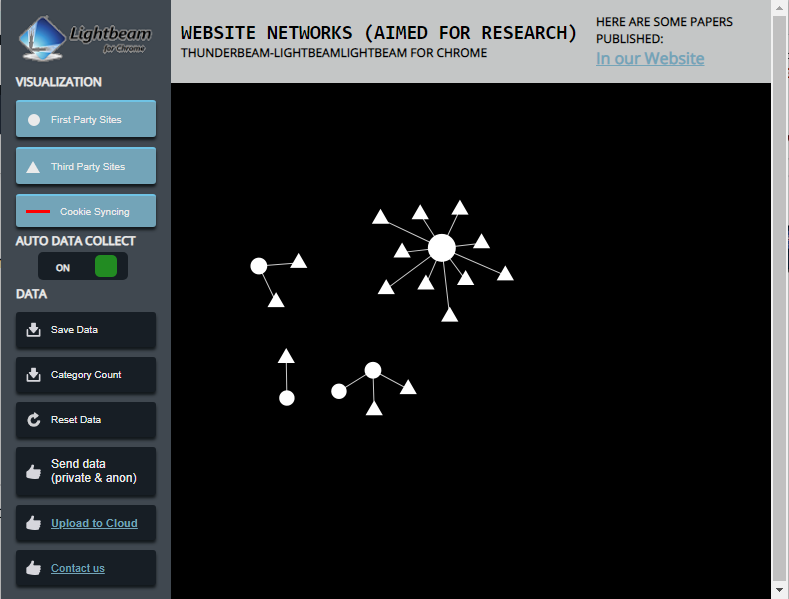 Lightbeam
for Chrome
VISUALIZATION
First Party Sites
Third Party Sites
Cookie Syncing
AUTO DATA COLLECT
ON
DATA
Save Data
Category Count
Reset Data
Send data
(private & anon)
Upload to Cloud
Contact us
WEBSITE NETWORKS (AIMED FOR RESEARCH)
THUNDERBEAM-LIGHTBEAMLIGHTBEAM FOR CHROME
HERE ARE SOME PAPERS
PUBLISHED:
In our Website